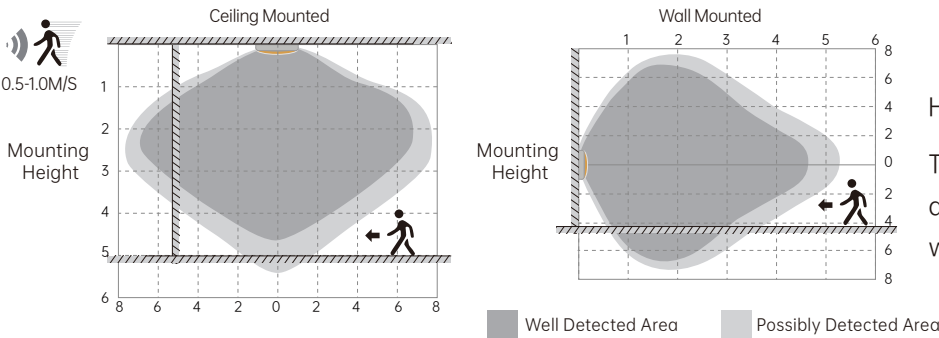 Ceiling Mounted
0.5-1.0M/S
Mounting
Height
1
2
3
4
5
6
8 6 4 2 0 2 4 6 8
Wall Mounted
1 2 3 4 5 6
Mounting
Height
8
6
4
2
0
2
4
6
8
H
T
w
Well Detected Area
Possibly Detected Area